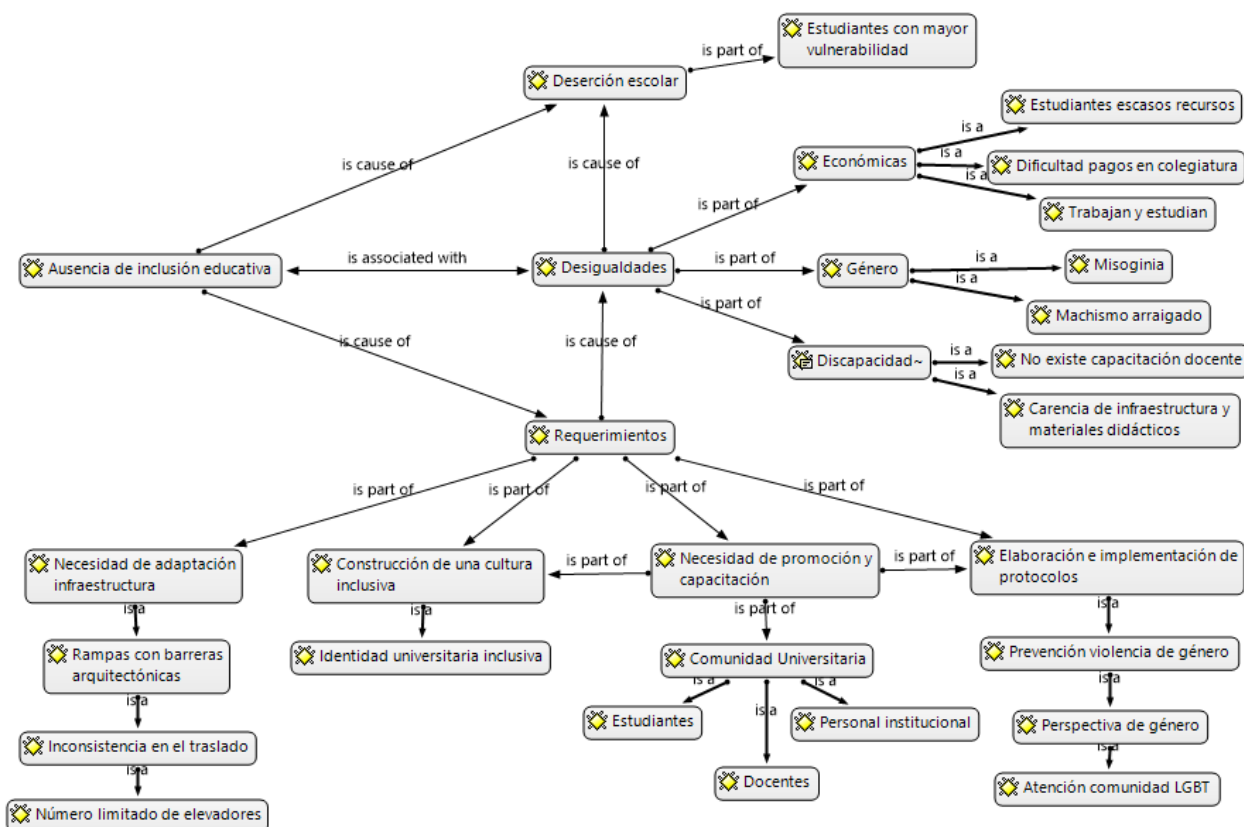 Estudiantes con mayor
vulnerabilidad
is part of
Deserción escolar
Estudiantes escasos recursos
is a
is cause of
is cause of
Económicas
is a
Dificultad pagos en colegiatura
is a
is part of
Trabajan y estudian
Ausencia de inclusión educativa
is associated with
Desigualdades
is part of
Género
is a
Misoginia
is a
is part of
Machismo arraigado
is cause of
is cause of
Discapacidad~
is a
No existe capacitación docente
is a
Carencia de infraestructura y
materiales didácticos
Requerimientos
is part of
is part of
is part of
is part of
Necesidad de adaptación
infraestructura
Construcción de una cultura
inclusiva
is part of
Necesidad de promoción y
capacitación
is part of
Elaboración e implementación de
protocolos
is a
is a
is part of
is a
Rampas con barreras
arquitectónicas
Identidad universitaria inclusiva
Comunidad Universitaria
Prevención violencia de género
is a
is a
is a
is a
is a
Estudiantes
Personal institucional
Perspectiva de género
Inconsistencia en el traslado
is a
is a
Docentes
Atención comunidad LGBT
Número limitado de elevadores